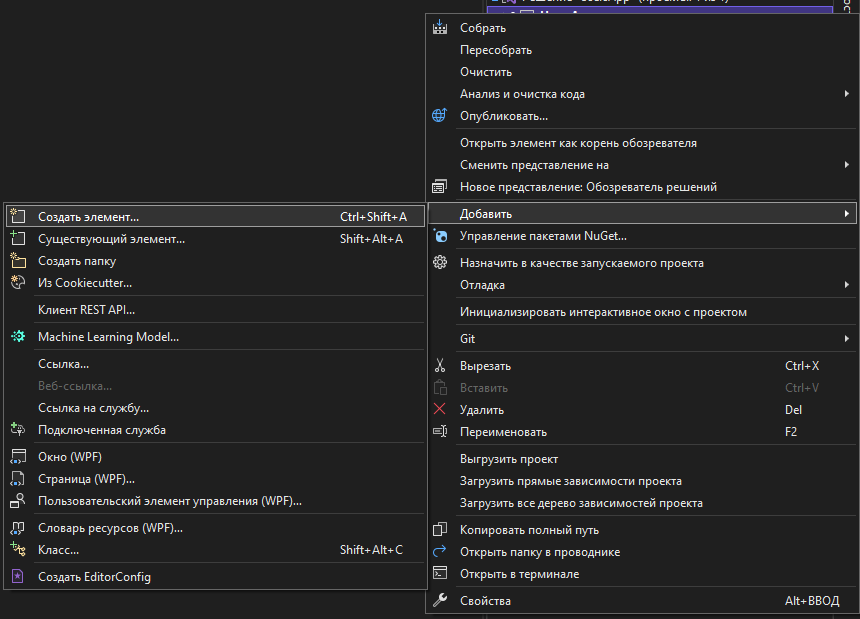 Собрать
Пересобрать
Очистить
Анализ и очистка кода
Опубликовать...
Открыть элемент как корень обозревателя
Сменить представление на
Новое представление: Обозреватель решений
Добавить
Управление пакетами NuGet...
Назначить в качестве запускаемого проекта
Отладка
Инициализировать интерактивное окно с проектом
Git
Вырезать Ctrl+X
Вставить Ctrl+V
Удалить Del
Переименовать F2
Выгрузить проект
Загрузить прямые зависимости проекта
Загрузить все дерево зависимостей проекта
Копировать полный путь
Открыть папку в проводнике
Открыть в терминале
Свойства Alt+ВВОД
Создать элемент... Ctrl+Shift+A
Существующий элемент... Shift+Alt+A
Создать папку
Из Cookiecutter...
Клиент REST API...
Machine Learning Model...
Ссылка...
Веб-ссылка...
Ссылка на службу...
Подключенная служба
Окно (WPF)
Страница (WPF)...
Пользовательский элемент управления (WPF)...
Словарь ресурсов (WPF)...
Класс... Shift+Alt+C
Создать EditorConfig